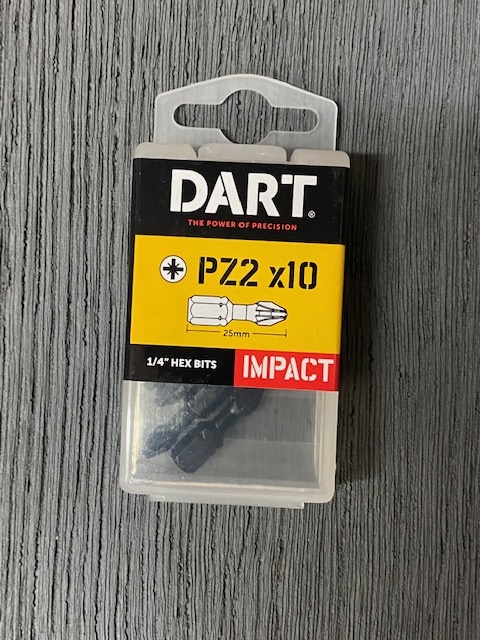 DART®
THE POWER OF PRECISION
PZ2 x10
25mm
1/4" HEX BITS
IMPACT